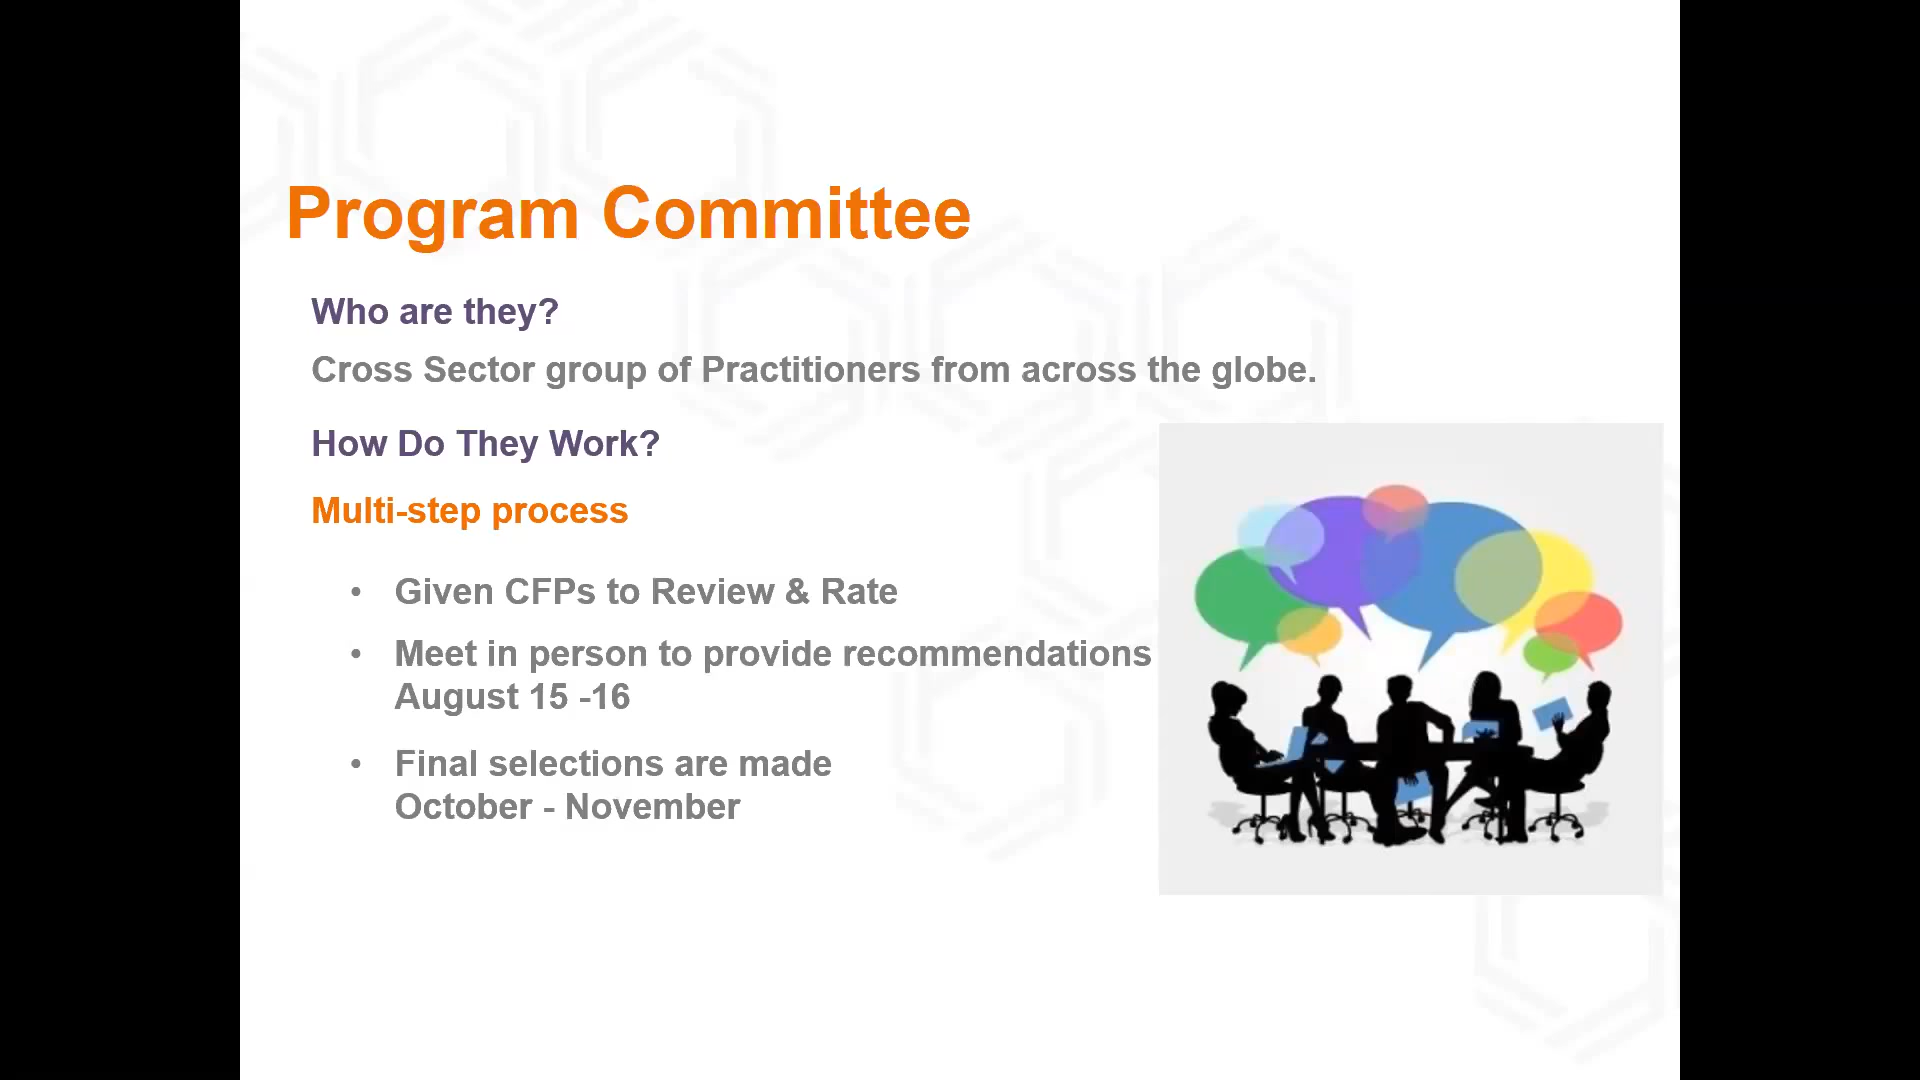 Program Committee
Who are they?
Cross Sector group of Practitioners from across the globe.
How Do They Work?
Multi-step process
• Given CFPs to Review & Rate
• Meet in person to provide recommendations
August 15 -16
• Final selections are made
October - November